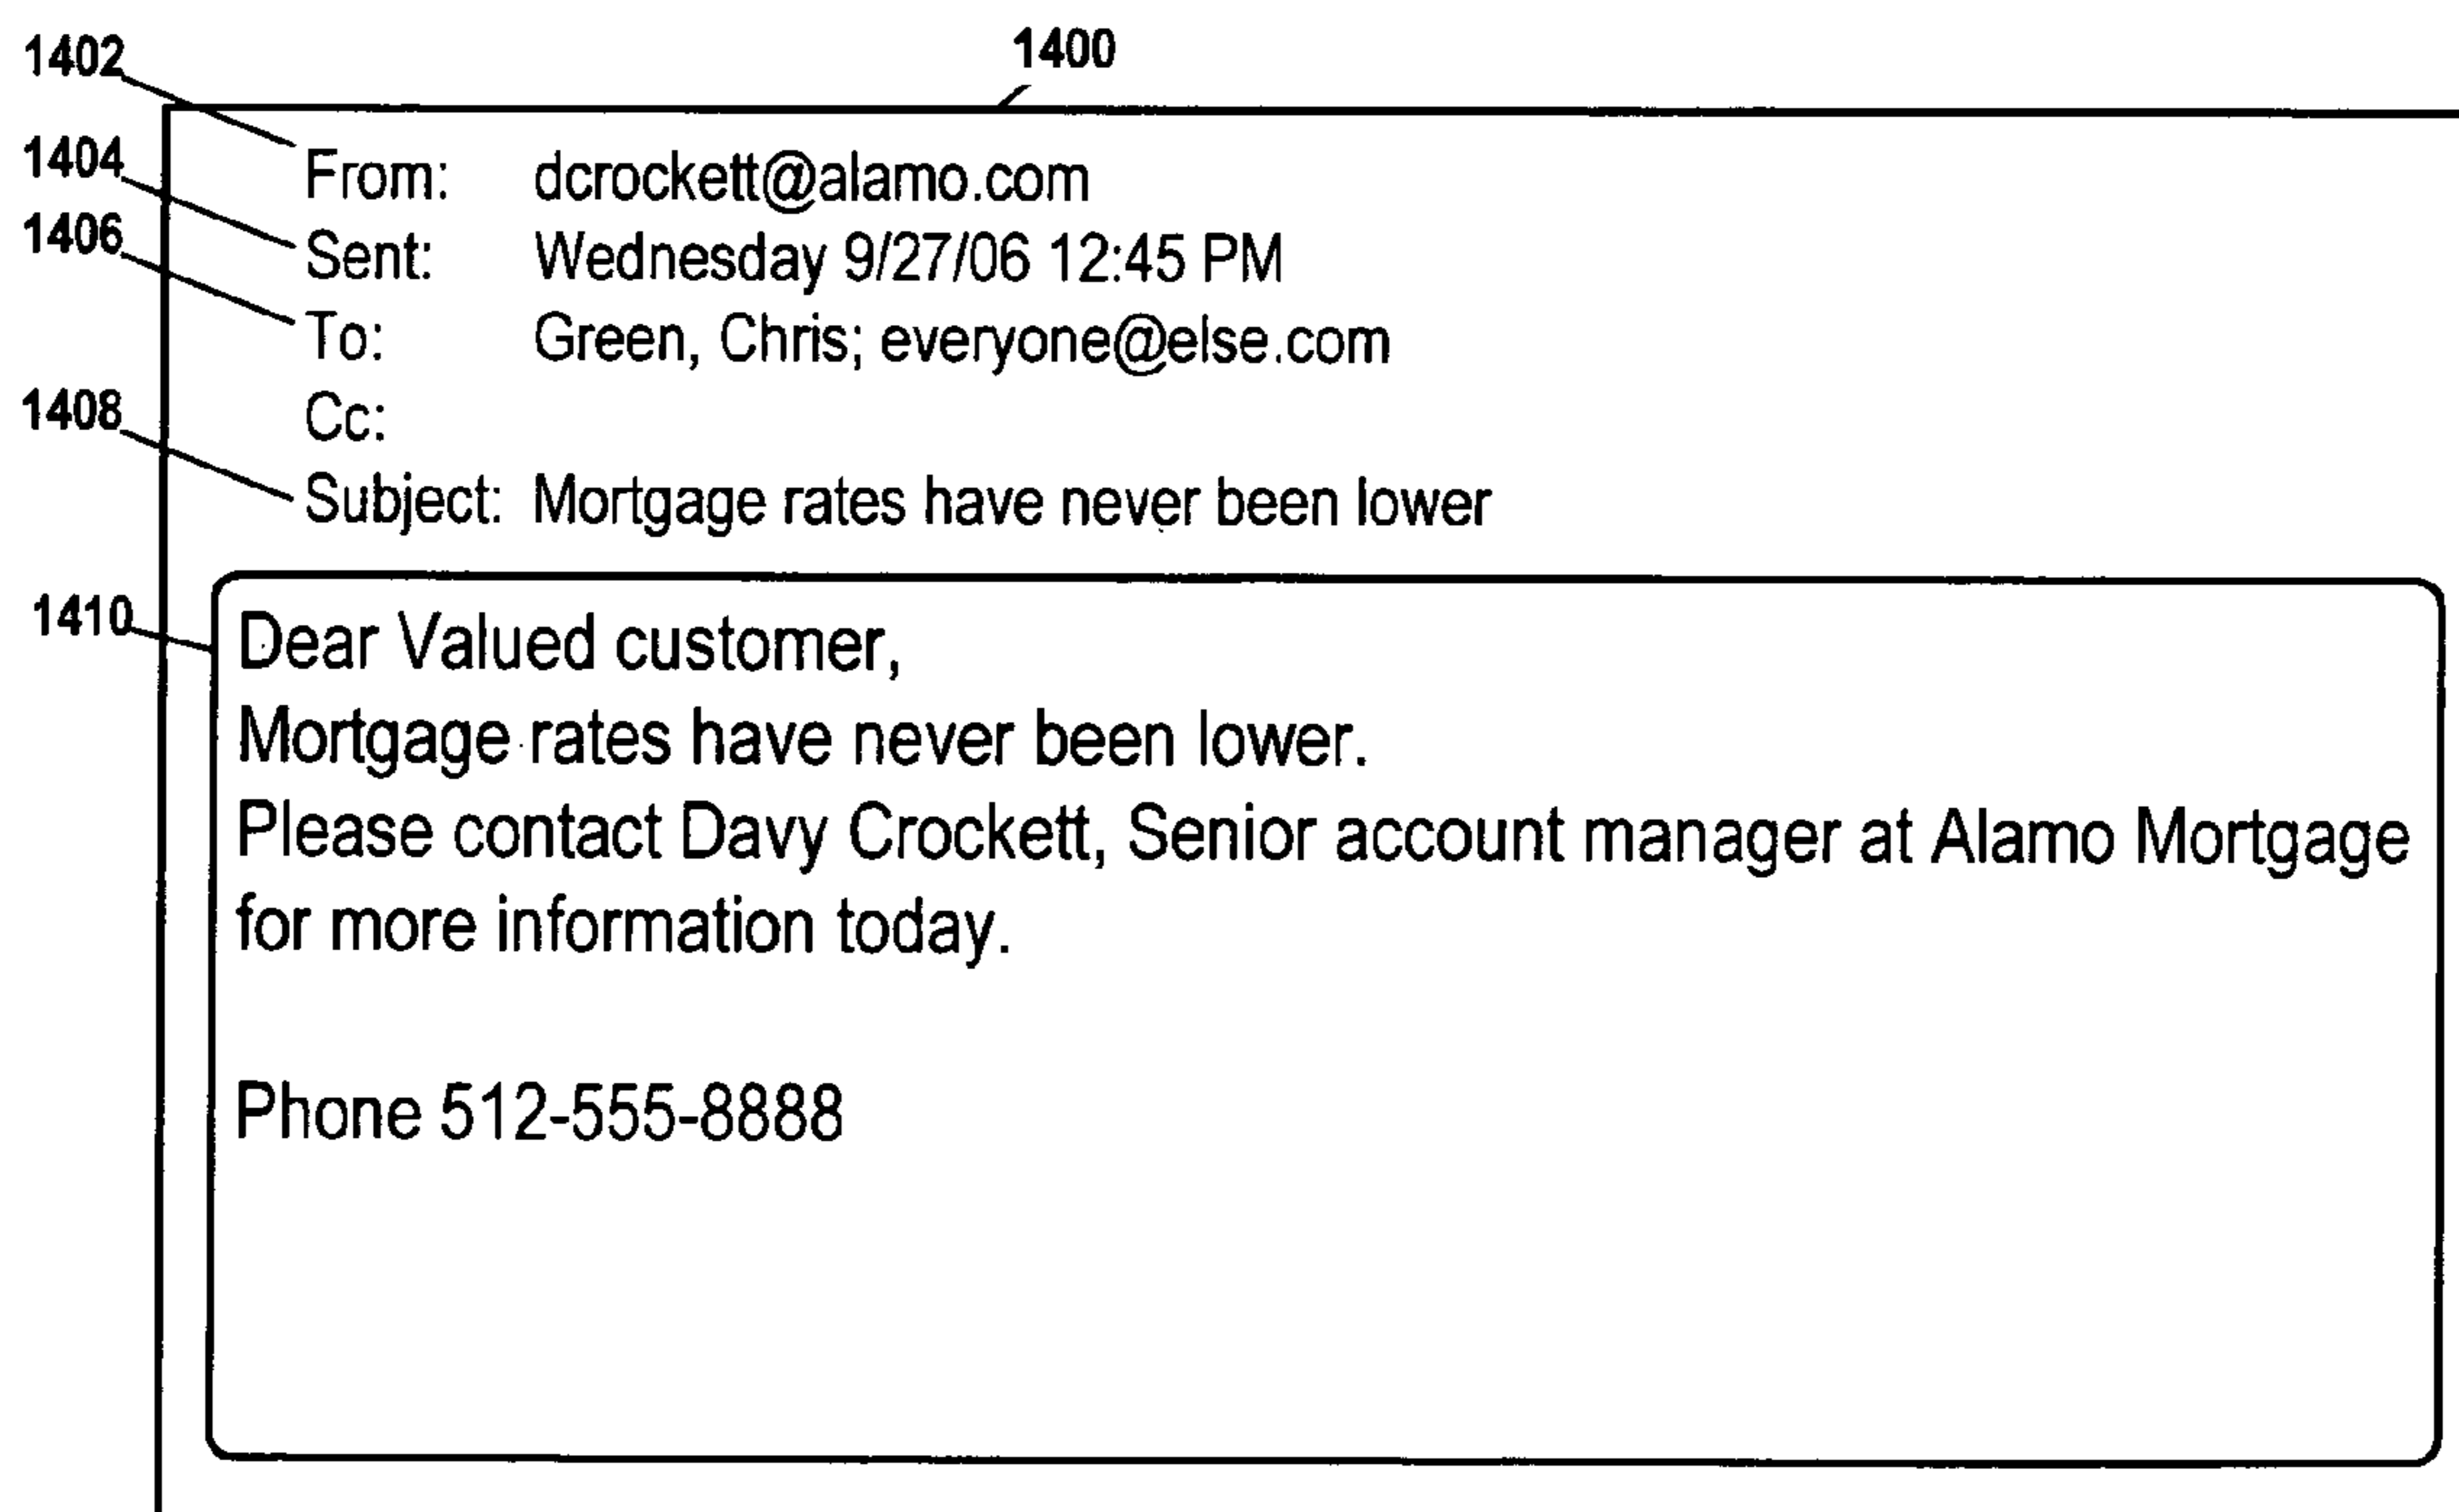 1402
1400
1404
From: dcrockett@alamo.com
1406
Sent: Wednesday 9/27/06 12:45 PM
To: Green, Chris; everyone@else.com
1408
Cc:
Subject: Mortgage rates have never been lower
1410
Dear Valued customer,
Mortgage rates have never been lower.
Please contact Davy Crockett, Senior account manager at Alamo Mortgage
for more information today.
Phone 512-555-8888